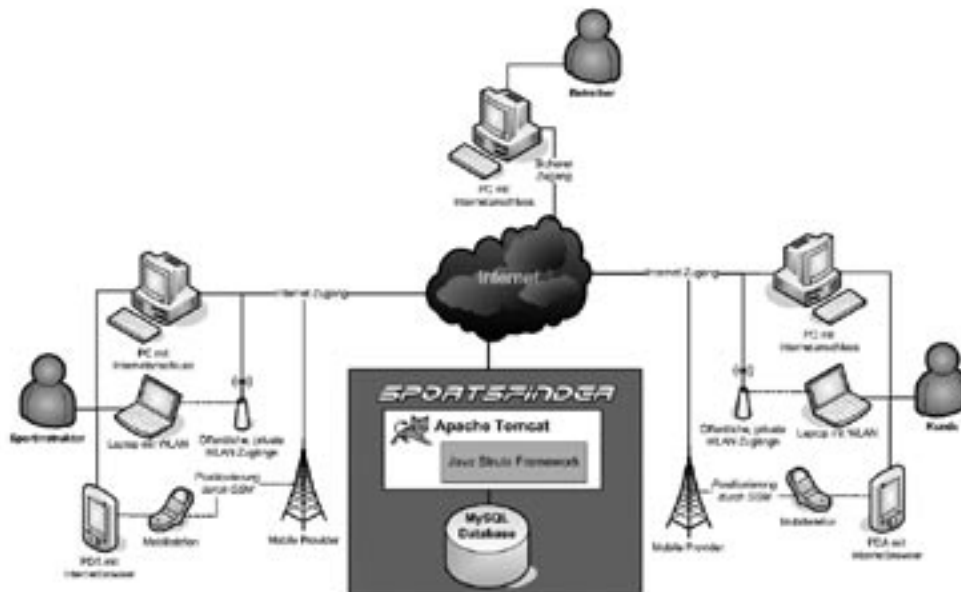 Betreiber
Sicherer
Zugang
PC mit
Internetanschluss
Internet
Internet Zugang
Internet Zugang
PC mit
Internetanschluss
PC mit
Internetanschluss
Sportinstruktor
Laptop mit WLAN
Öffentliche, private
WLAN Zugänge
SPORTSFINDER
Apache Tomcat
Java Struts Framework
MySQL
Database
Öffentliche, private
WLAN Zugänge
Laptop mit WLAN
Kunde
Positionierung
durch GSM
Mobiltelefon
Mobile Provider
PDA mit
Internetbrowser
Positionierung
durch GSM
Mobiltelefon
Mobile Provider
PDA mit
Internetbrowser